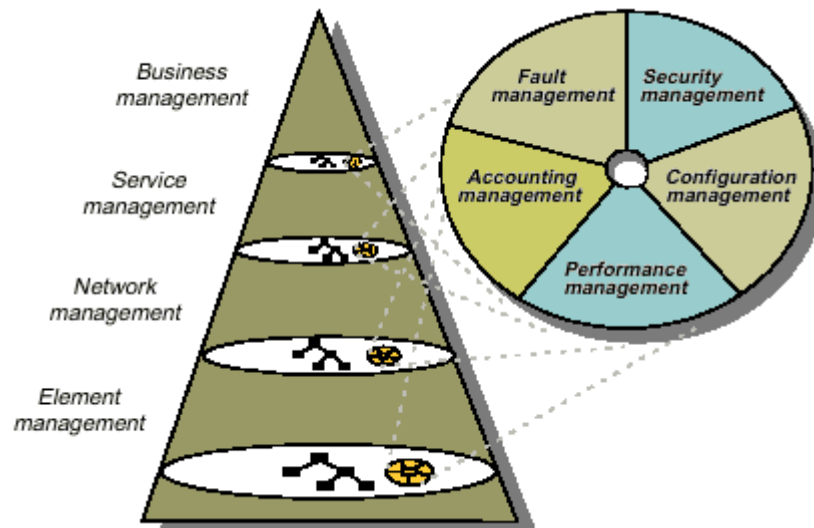 Business
management
Service
management
Network
management
Element
management
Fault
management
Security
management
Accounting
management
Configuration
management
Performance
management